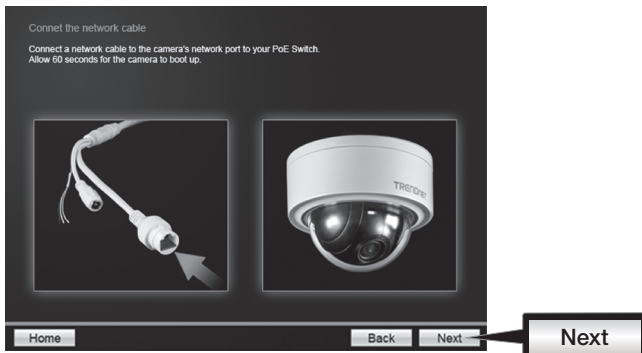 Connet the network cable
Connect a network cable to the camera's network port to your PoE Switch.
Allow 60 seconds for the camera to boot up.
TRENDnet
Home
Back
Next
Next